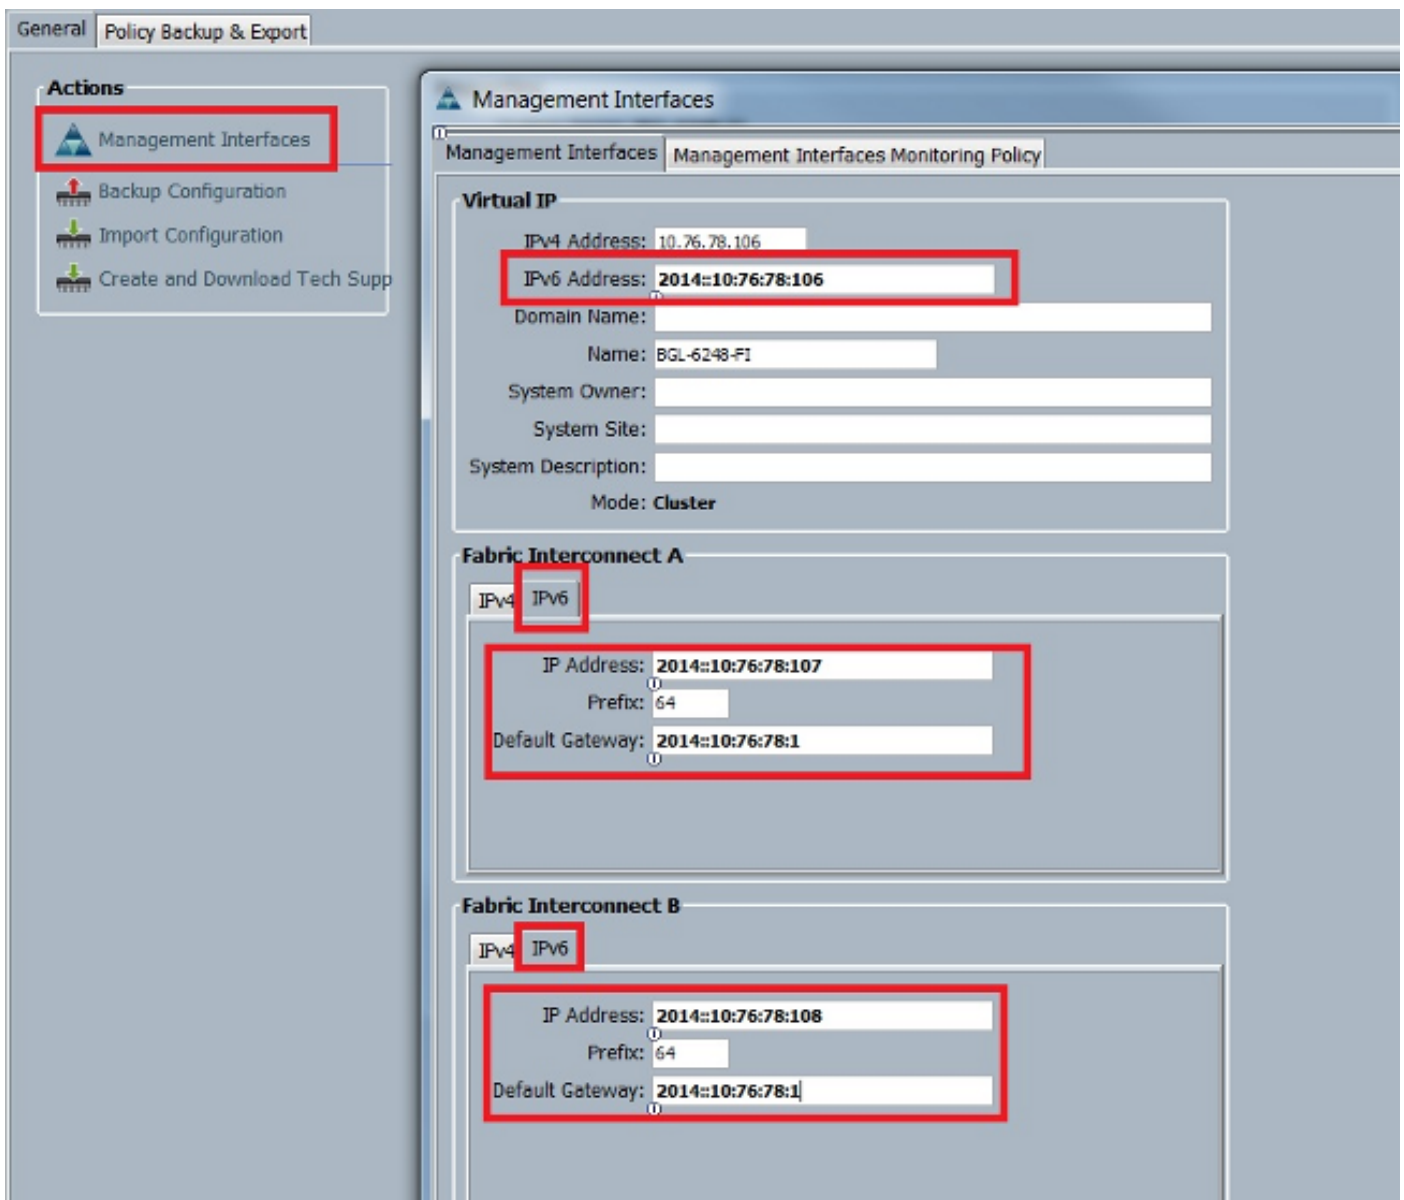 General Policy Backup & Export
Actions
Management Interfaces
Backup Configuration
Import Configuration
Create and Download Tech Supp
Management Interfaces
Management Interfaces Management Interfaces Monitoring Policy
Virtual IP
IPv4 Address: 10.76.78.106
IPv6 Address: 2014::10:76:78:106
Domain Name:
Name: BGL-6248-FI
System Owner:
System Site:
System Description:
Mode: Cluster
Fabric Interconnect A
IPv4 IPv6
IP Address: 2014::10:76:78:107
Prefix: 64
Default Gateway: 2014::10:76:78:1
Fabric Interconnect B
IPv4 IPv6
IP Address: 2014::10:76:78:108
Prefix: 64
Default Gateway: 2014::10:76:78:1